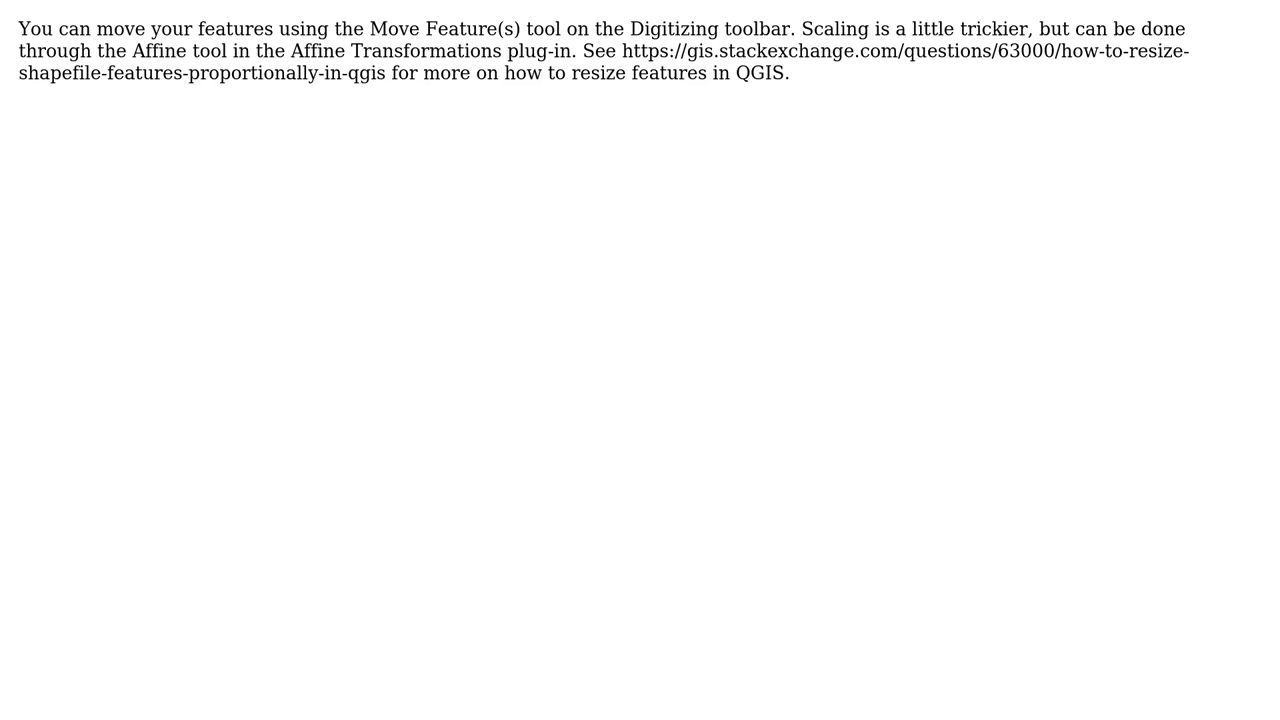 You can move your features using the Move Feature(s) tool on the Digitizing toolbar. Scaling is a little trickier, but can be done
through the Affine tool in the Affine Transformations plug-in. See https://gis.stackexchange.com/questions/63000/how-to-resize-
shapefile-features-proportionally-in-qgis for more on how to resize features in QGIS.